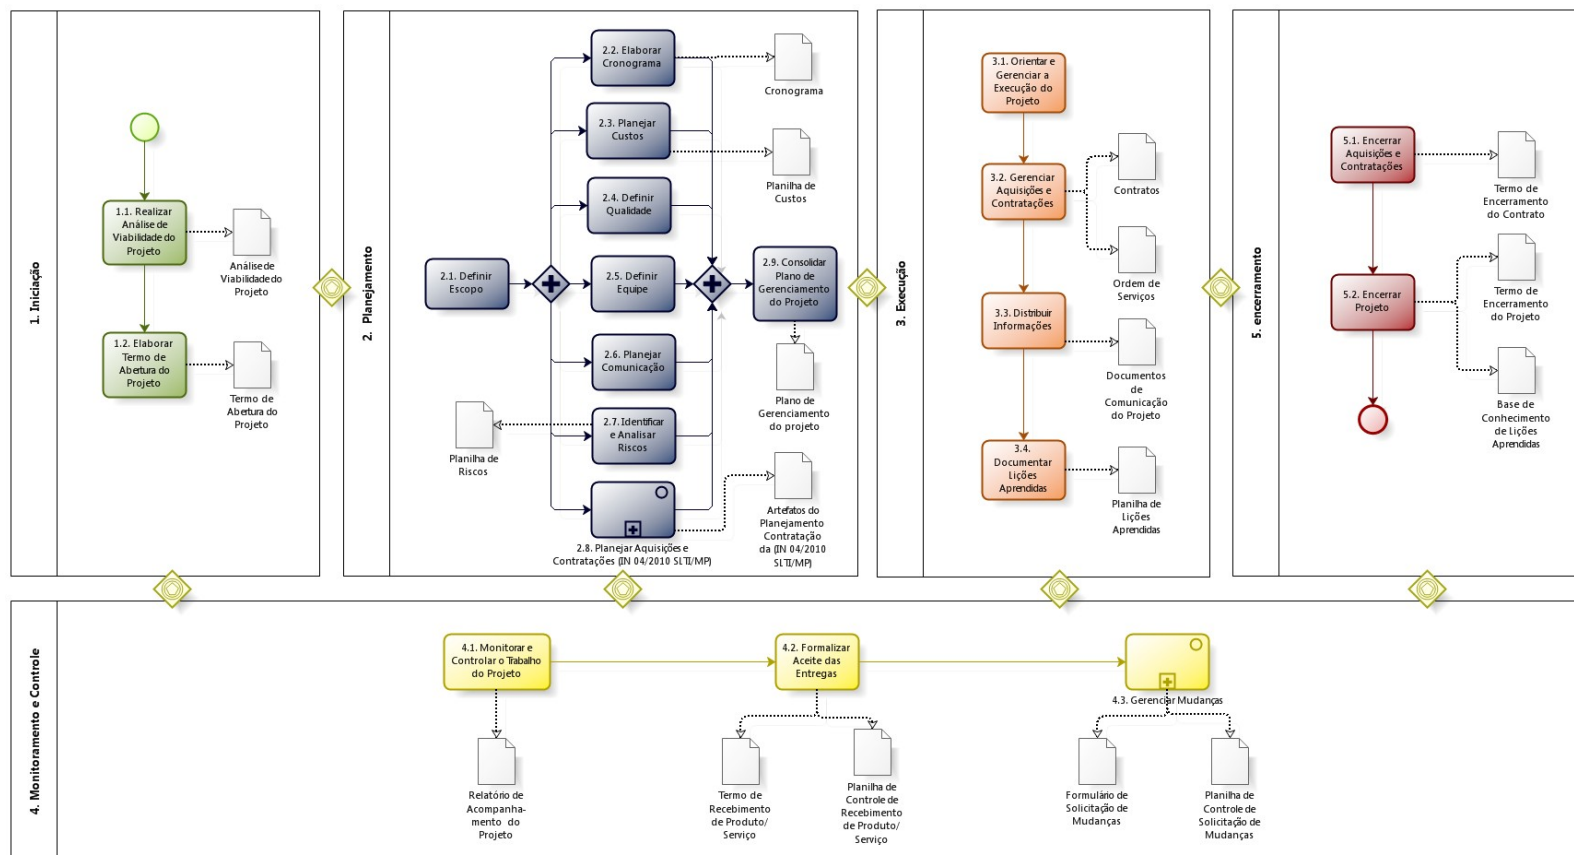 1. Iniciação
1.1. Realizar
Análise de
Viabilidade do
Projeto
Análise de
Viabilidade do
Projeto
1.2. Elaborar
Termo de
Abertura do
Projeto
Termo de
Abertura do
Projeto
2. Planejamento
2.1. Definir
Escopo
2.2. Elaborar
Cronograma
Cronograma
2.3. Planejar
Custos
Planilha de
Custos
2.4. Definir
Qualidade
2.5. Definir
Equipe
2.6. Planejar
Comunicação
2.7. Identificar
e Analisar
Riscos
Planilha de
Riscos
2.8. Planejar Aquisições e
Contratações (IN 04/2010 SLTI/MP)
Artefatos do
Planejamento
Contratação
da (IN 04/2010
SLTI/MP)
2.9. Consolidar
Plano de
Gerenciamento
do Projeto
Plano de
Gerenciamento
do projeto
3. Execução
3.1. Orientar e
Gerenciar a
Execução do
Projeto
3.2. Gerenciar
Aquisições e
Contratações
Contratos
Ordem de
Serviços
3.3. Distribuir
Informações
Documentos
de
Comunicação
do Projeto
3.4.
Documentar
Lições
Aprendidas
Planilha de
Lições
Aprendidas
5. encerramento
5.1. Encerrar
Aquisições e
Contratações
Termo de
Encerramento
do Contrato
5.2. Encerrar
Projeto
Termo de
Encerramento
do Projeto
Base de
Conhecimento
de Lições
Aprendidas
4. Monitoramento e Controle
4.1. Monitorar e
Controlar o Trabalho
do Projeto
Relatório de
Acompanha-
mento do
Projeto
4.2. Formalizar
Aceite das
Entregas
Termo de
Recebimento
de Produto/
Serviço
Planilha de
Controle de
Recebimento
de Produto/
Serviço
4.3. Gerenciar Mudanças
Formulário de
Solicitação de
Mudanças
Planilha de
Controle de
Solicitação de
Mudanças